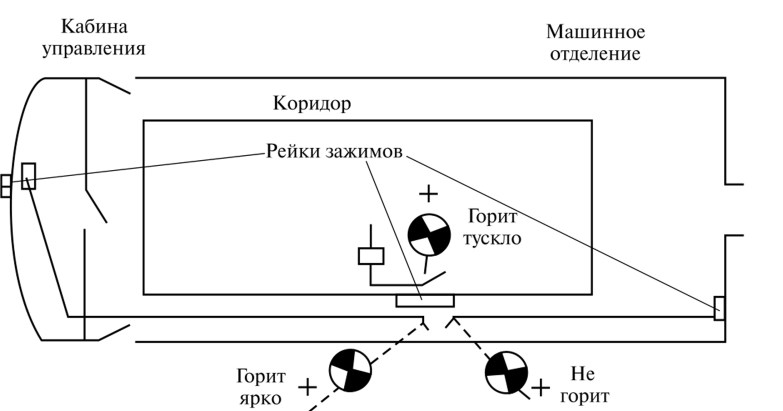 Кабина
управления
Машинное
отделение
Коридор
Рейки зажимов
+
Горит
тускло
Горит
ярко
+
+
Не
горит